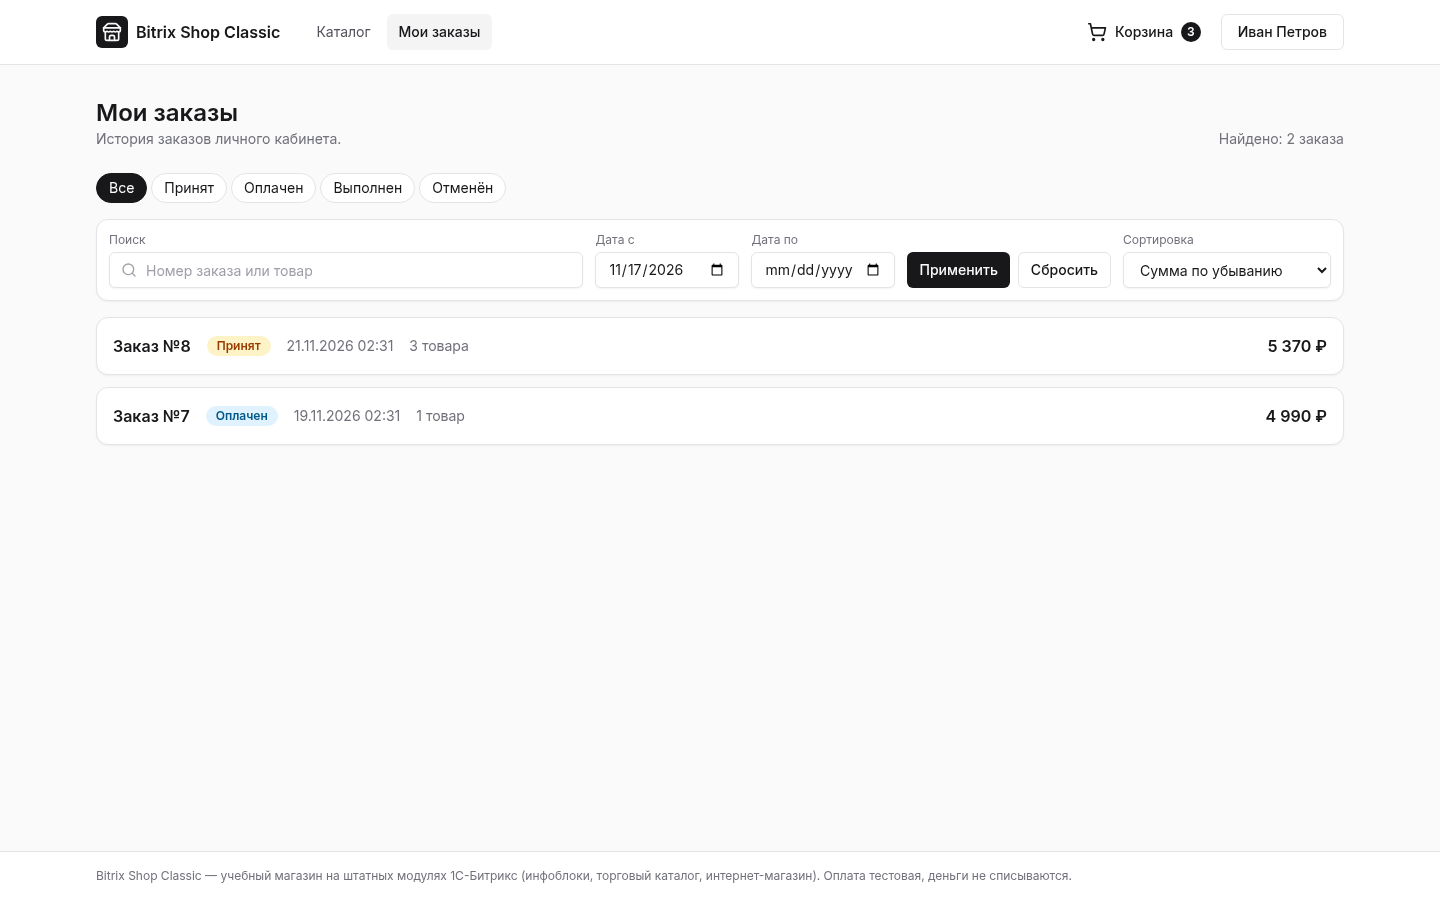 Bitrix Shop Classic
Каталог
Мои заказы
Корзина 3
Иван Петров
Мои заказы
История заказов личного кабинета.
Найдено: 2 заказа
Все
Принят
Оплачен
Выполнен
Отменён
Поиск
Дата с
Дата по
Сортировка
Номер заказа или товар
11/17/2026
mm/dd/yyyy
Применить
Сбросить
Сумма по убыванию
Заказ №8 Принят 21.11.2026 02:31 3 товара 5 370 ₽
Заказ №7 Оплачен 19.11.2026 02:31 1 товар 4 990 ₽
Bitrix Shop Classic — учебный магазин на штатных модулях 1С-Битрикс (инфоблоки, торговый каталог, интернет-магазин). Оплата тестовая, деньги не списываются.